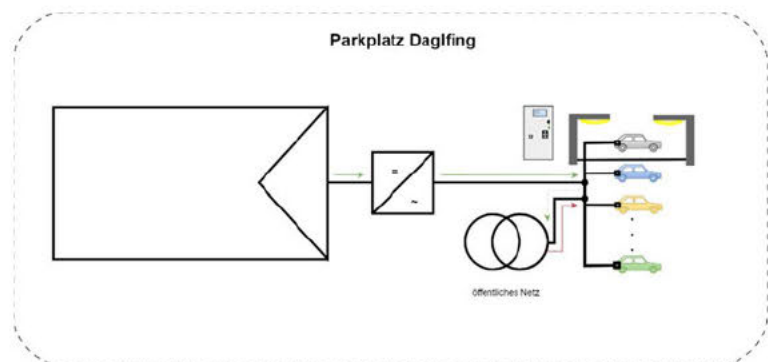 Parkplatz Daglfing
=
~
öffentliches Netz